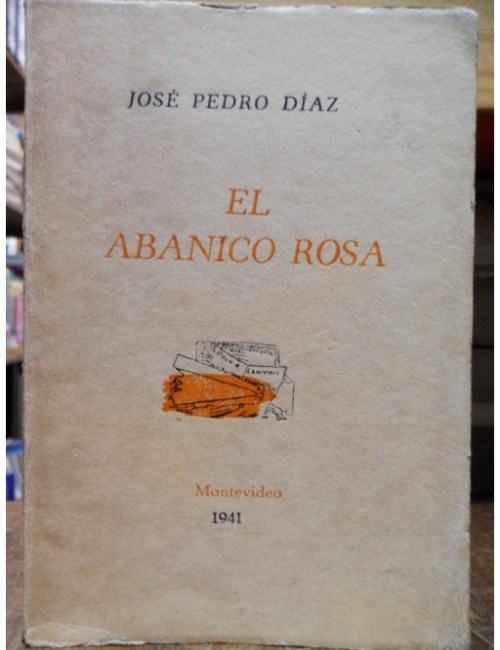 JOSÉ PEDRO DÍAZ
EL
ABANICO ROSA
Montevideo
1941